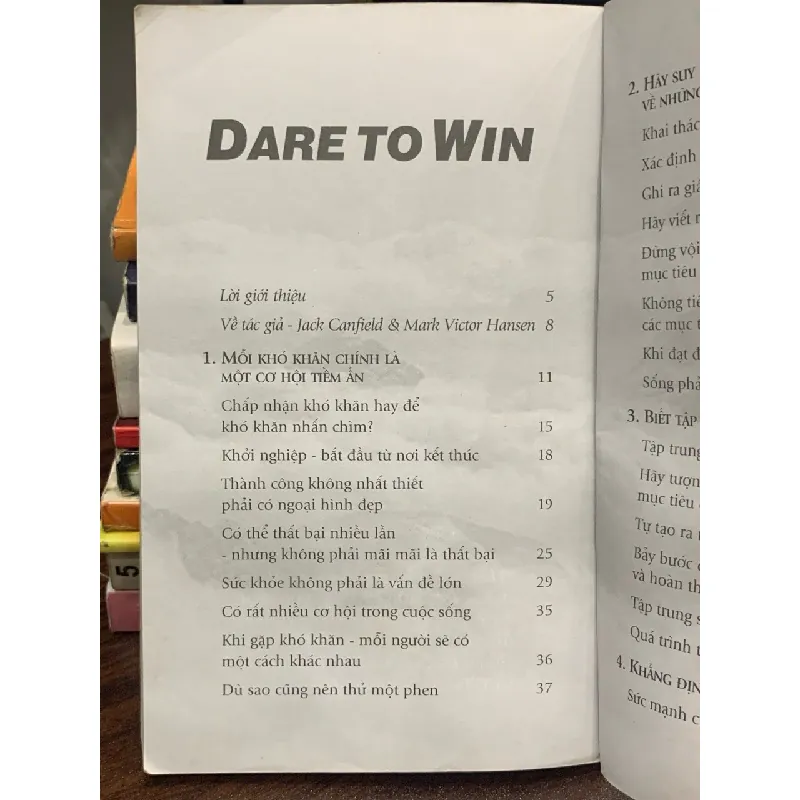 DARE TO WIN
Lời giới thiệu 5
Về tác giả - Jack Canfield & Mark Victor Hansen 8
1. MỖI KHÓ KHĂN CHÍNH LÀ
MỘT CƠ HỘI TIỀM ẨN 11
Chấp nhận khó khăn hay để
khó khăn nhấn chìm? 15
Khởi nghiệp - bắt đầu từ nơi kết thúc 18
Thành công không nhất thiết
phải có ngoại hình đẹp 19
Có thể thất bại nhiều lần
- nhưng không phải mãi mãi là thất bại 25
Sức khỏe không phải là vấn đề lớn 29
Có rất nhiều cơ hội trong cuộc sống 35
Khi gặp khó khăn - mỗi người sẽ có
một cách khác nhau 36
Dù sao cũng nên thử một phen 37
2. HÃY SUY
VỀ NHỮNG
Khai thác
Xác định
Ghi ra
Hãy viết
Đừng vội
mục tiêu
Không
các mục
Khi đạt
Sống
3. BIẾT TẬP
Tập trung
Hãy
mục tiêu
Tự tạo ra
Bảy bước
và hoàn
Tập trung
Quá trình
4. KHẲNG
Sức mạnh
5